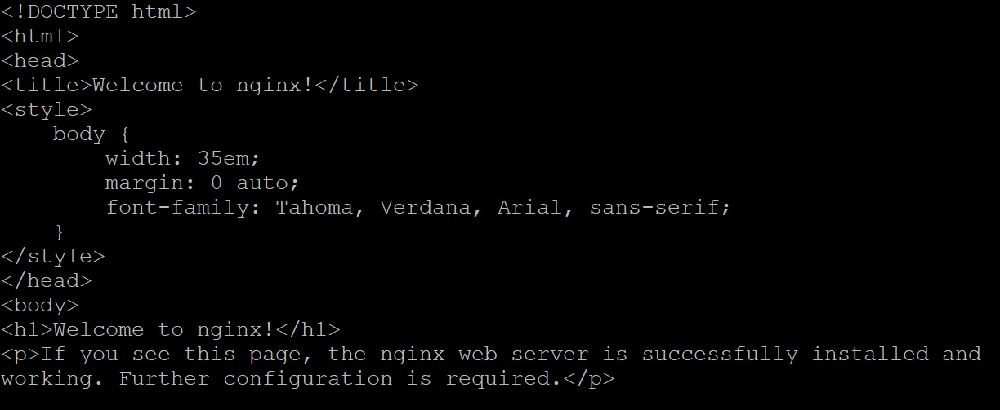 <!DOCTYPE html>
<html>
<head>
<title>Welcome to nginx!</title>
<style>
    body {
        width: 35em;
        margin: 0 auto;
        font-family: Tahoma, Verdana, Arial, sans-serif;
    }
</style>
</head>
<body>
<h1>Welcome to nginx!</h1>
<p>If you see this page, the nginx web server is successfully installed and
working. Further configuration is required.</p>